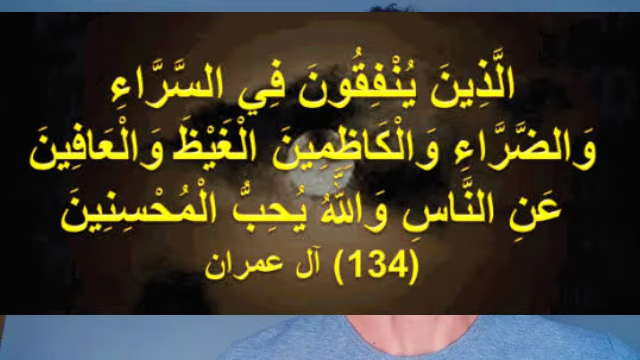 الَّذِينَ يُنْفِقُونَ فِي السَّرَّاءِ
وَالضَّرَّاءِ وَالْكَاظِمِينَ الْغَيْظَ وَالْعَافِينَ
عَنِ النَّاسِ وَاللَّهُ يُحِبُّ الْمُحْسِنِينَ
(134) آل عمران